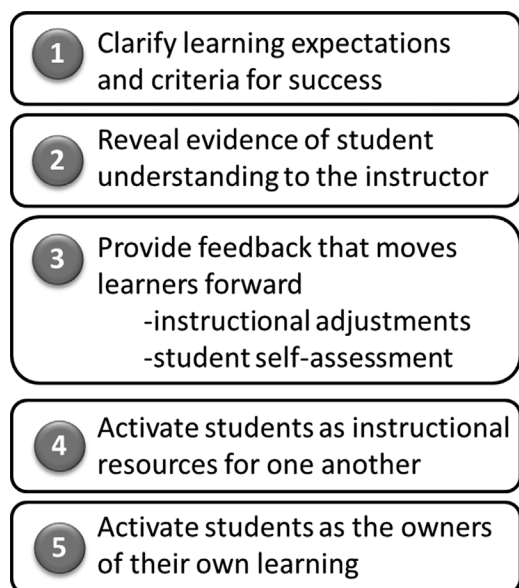 1
Clarify learning expectations
and criteria for success
2
Reveal evidence of student
understanding to the instructor
3
Provide feedback that moves
learners forward
-instructional adjustments
-student self-assessment
4
Activate students as instructional
resources for one another
5
Activate students as the owners
of their own learning